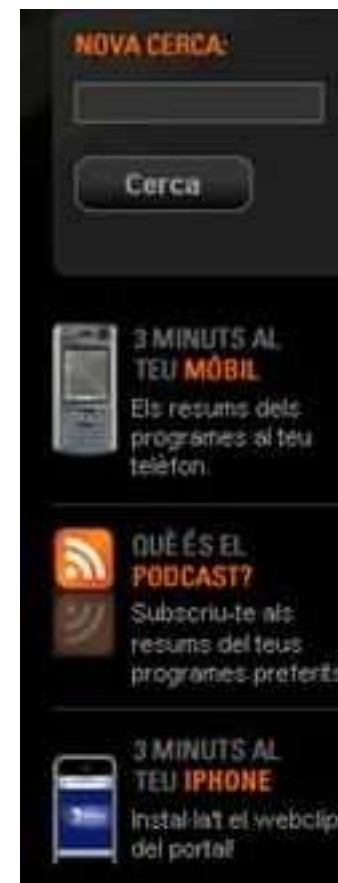 NOVA CERCA:
Cerca
3 MINUTS AL
TEU MÒBIL
Els resums dels
programes al teu
telèfon.
QUÈ ÉS EL
PODCAST?
Subscriu-te als
resums del teus
programes preferits
3 MINUTS AL
TEU IPHONE
Instal·la't el webclip
del portal!